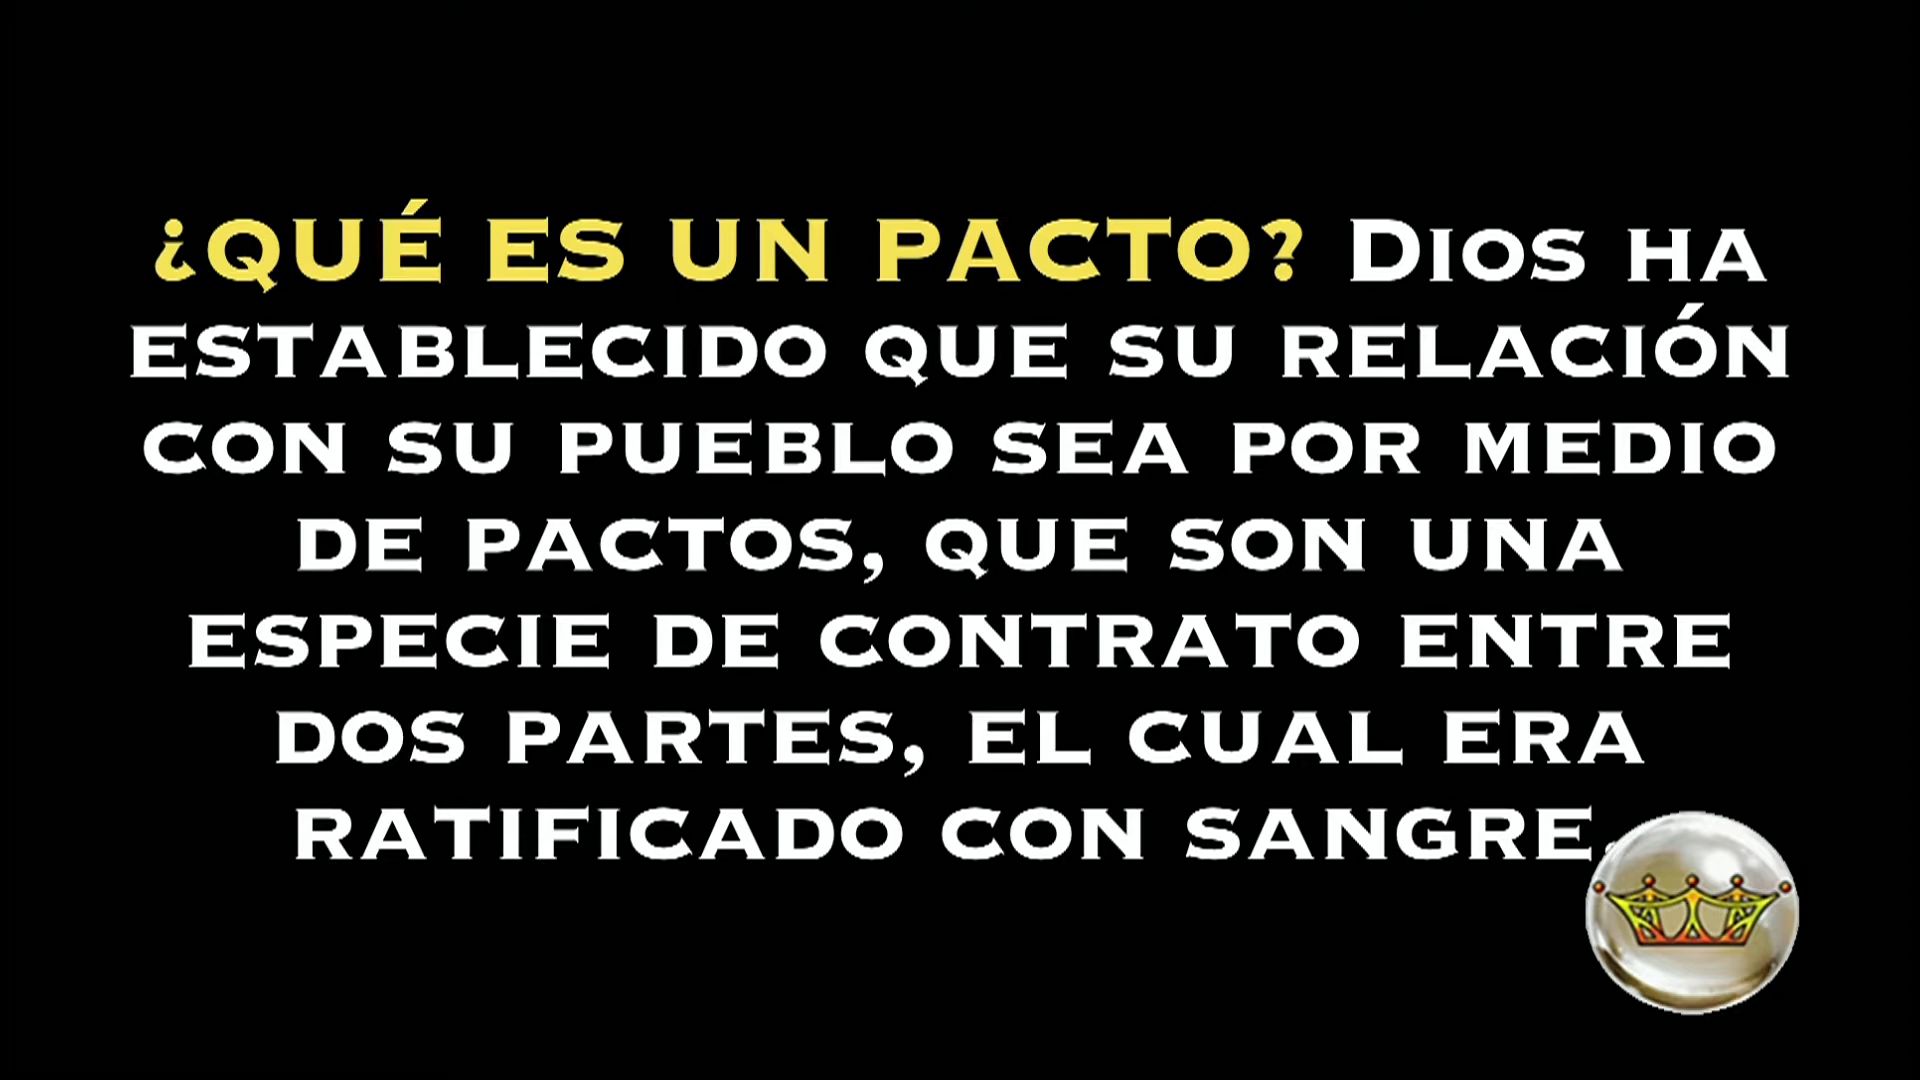 ¿QUÉ ES UN PACTO? DIOS HA
ESTABLECIDO QUE SU RELACIÓN
CON SU PUEBLO SEA POR MEDIO
DE PACTOS, QUE SON UNA
ESPECIE DE CONTRATO ENTRE
DOS PARTES, EL CUAL ERA
RATIFICADO CON SANGRE.